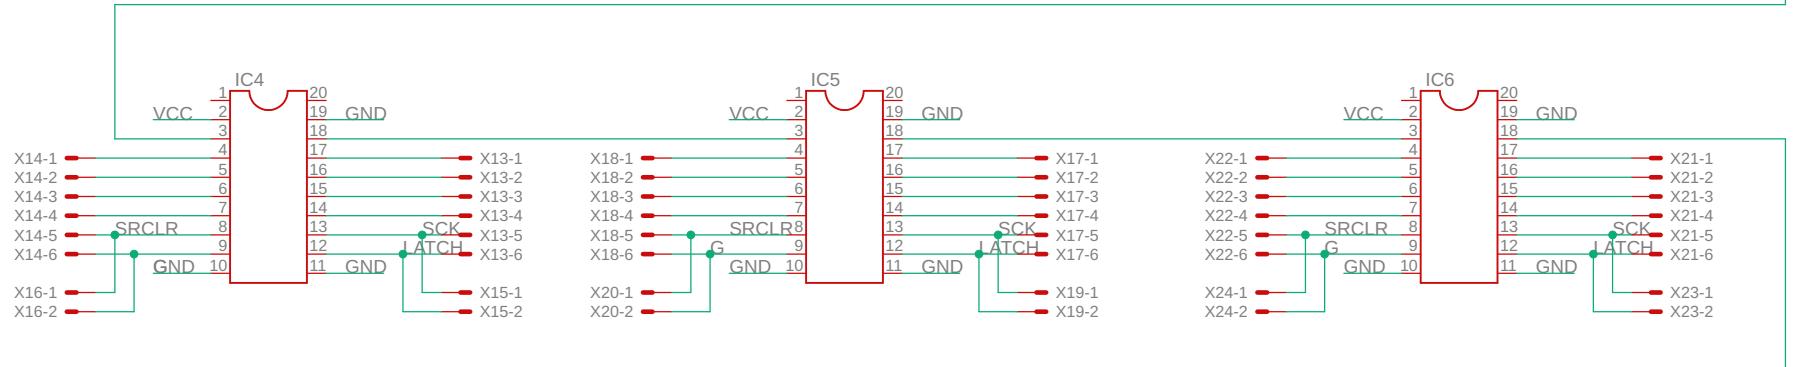 IC4 IC5 IC6
1 20 1 20 1 20
VCC 2 19 GND VCC 2 19 GND VCC 2 19 GND
3 18 3 18 3 18
X14-1 4 17 X13-1 X18-1 4 17 X17-1 X22-1 4 17 X21-1
X14-2 5 16 X13-2 X18-2 5 16 X17-2 X22-2 5 16 X21-2
X14-3 6 15 X13-3 X18-3 6 15 X17-3 X22-3 6 15 X21-3
X14-4 7 14 X13-4 X18-4 7 14 X17-4 X22-4 7 14 X21-4
X14-5 SRCLR 8 13 SCK X13-5 X18-5 SRCLR 8 13 SCK X17-5 X22-5 SRCLR 8 13 SCK X21-5
X14-6 9 12 LATCH X13-6 X18-6 G 9 12 LATCH X17-6 X22-6 G 9 12 LATCH X21-6
G GND 10 11 GND GND 10 11 GND GND 10 11 GND
X16-1 X15-1 X20-1 X19-1 X24-1 X23-1
X16-2 X15-2 X20-2 X19-2 X24-2 X23-2